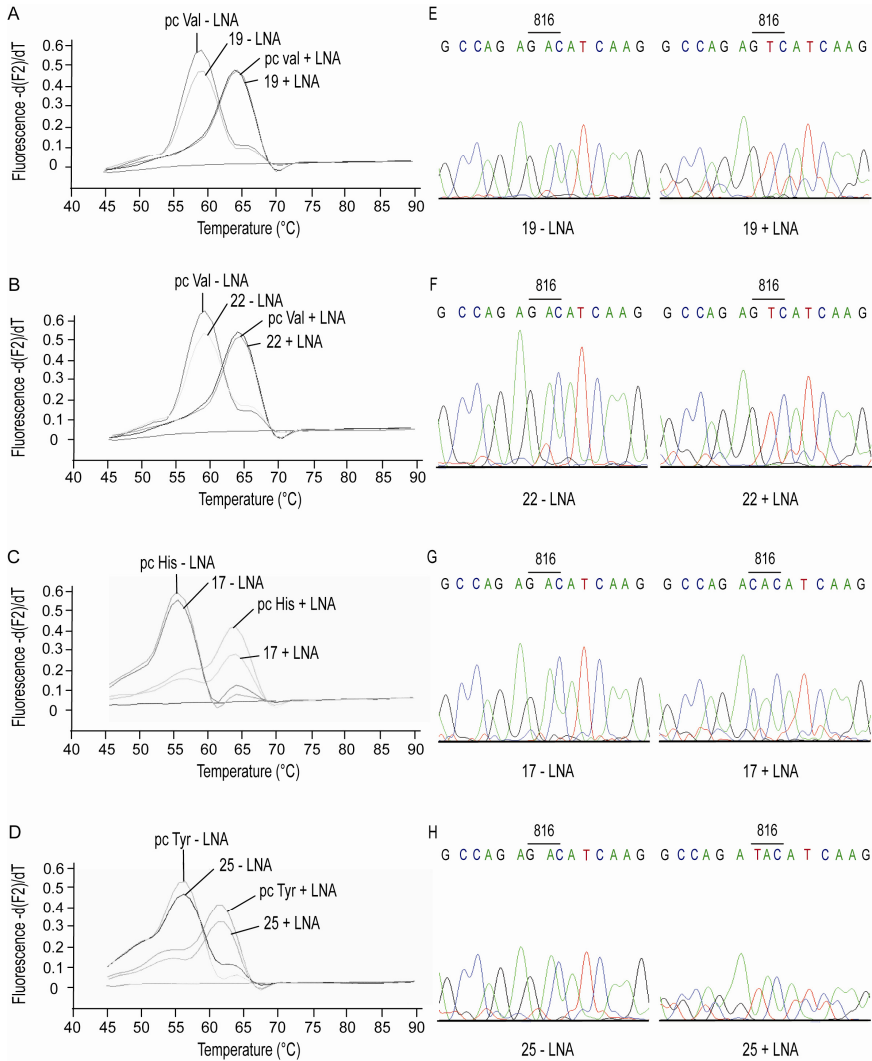 A
pc Val - LNA
19 - LNA
pc val + LNA
19 + LNA
Fluorescence -d(F2)/dT
0.6
0.5
0.4
0.3
0.2
0.1
0
40 45 50 55 60 65 70 75 80 85 90
Temperature (°C)
E
816
G C C A G A G A C A T C A A G
19 - LNA
816
G C C A G A G T C A T C A A G
19 + LNA
B
pc Val - LNA
22 - LNA
pc Val + LNA
22 + LNA
Fluorescence -d(F2)/dT
0.6
0.5
0.4
0.3
0.2
0.1
0
40 45 50 55 60 65 70 75 80 85 90
Temperature (°C)
F
816
G C C A G A G A C A T C A A G
22 - LNA
816
G C C A G A G T C A T C A A G
22 + LNA
C
pc His - LNA
17 - LNA
pc His + LNA
17 + LNA
Fluorescence -d(F2)/dT
0.6
0.5
0.4
0.3
0.2
0.1
0
40 45 50 55 60 65 70 75 80 85 90
Temperature (°C)
G
816
G C C A G A G A C A T C A A G
17 - LNA
816
G C C A G A C A C A T C A A G
17 + LNA
D
pc Tyr - LNA
25 - LNA
pc Tyr + LNA
25 + LNA
Fluorescence -d(F2)/dT
0.6
0.5
0.4
0.3
0.2
0.1
0
40 45 50 55 60 65 70 75 80 85 90
Temperature (°C)
H
816
G C C A G A G A C A T C A A G
25 - LNA
816
G C C A G A T A C A T C A A G
25 + LNA